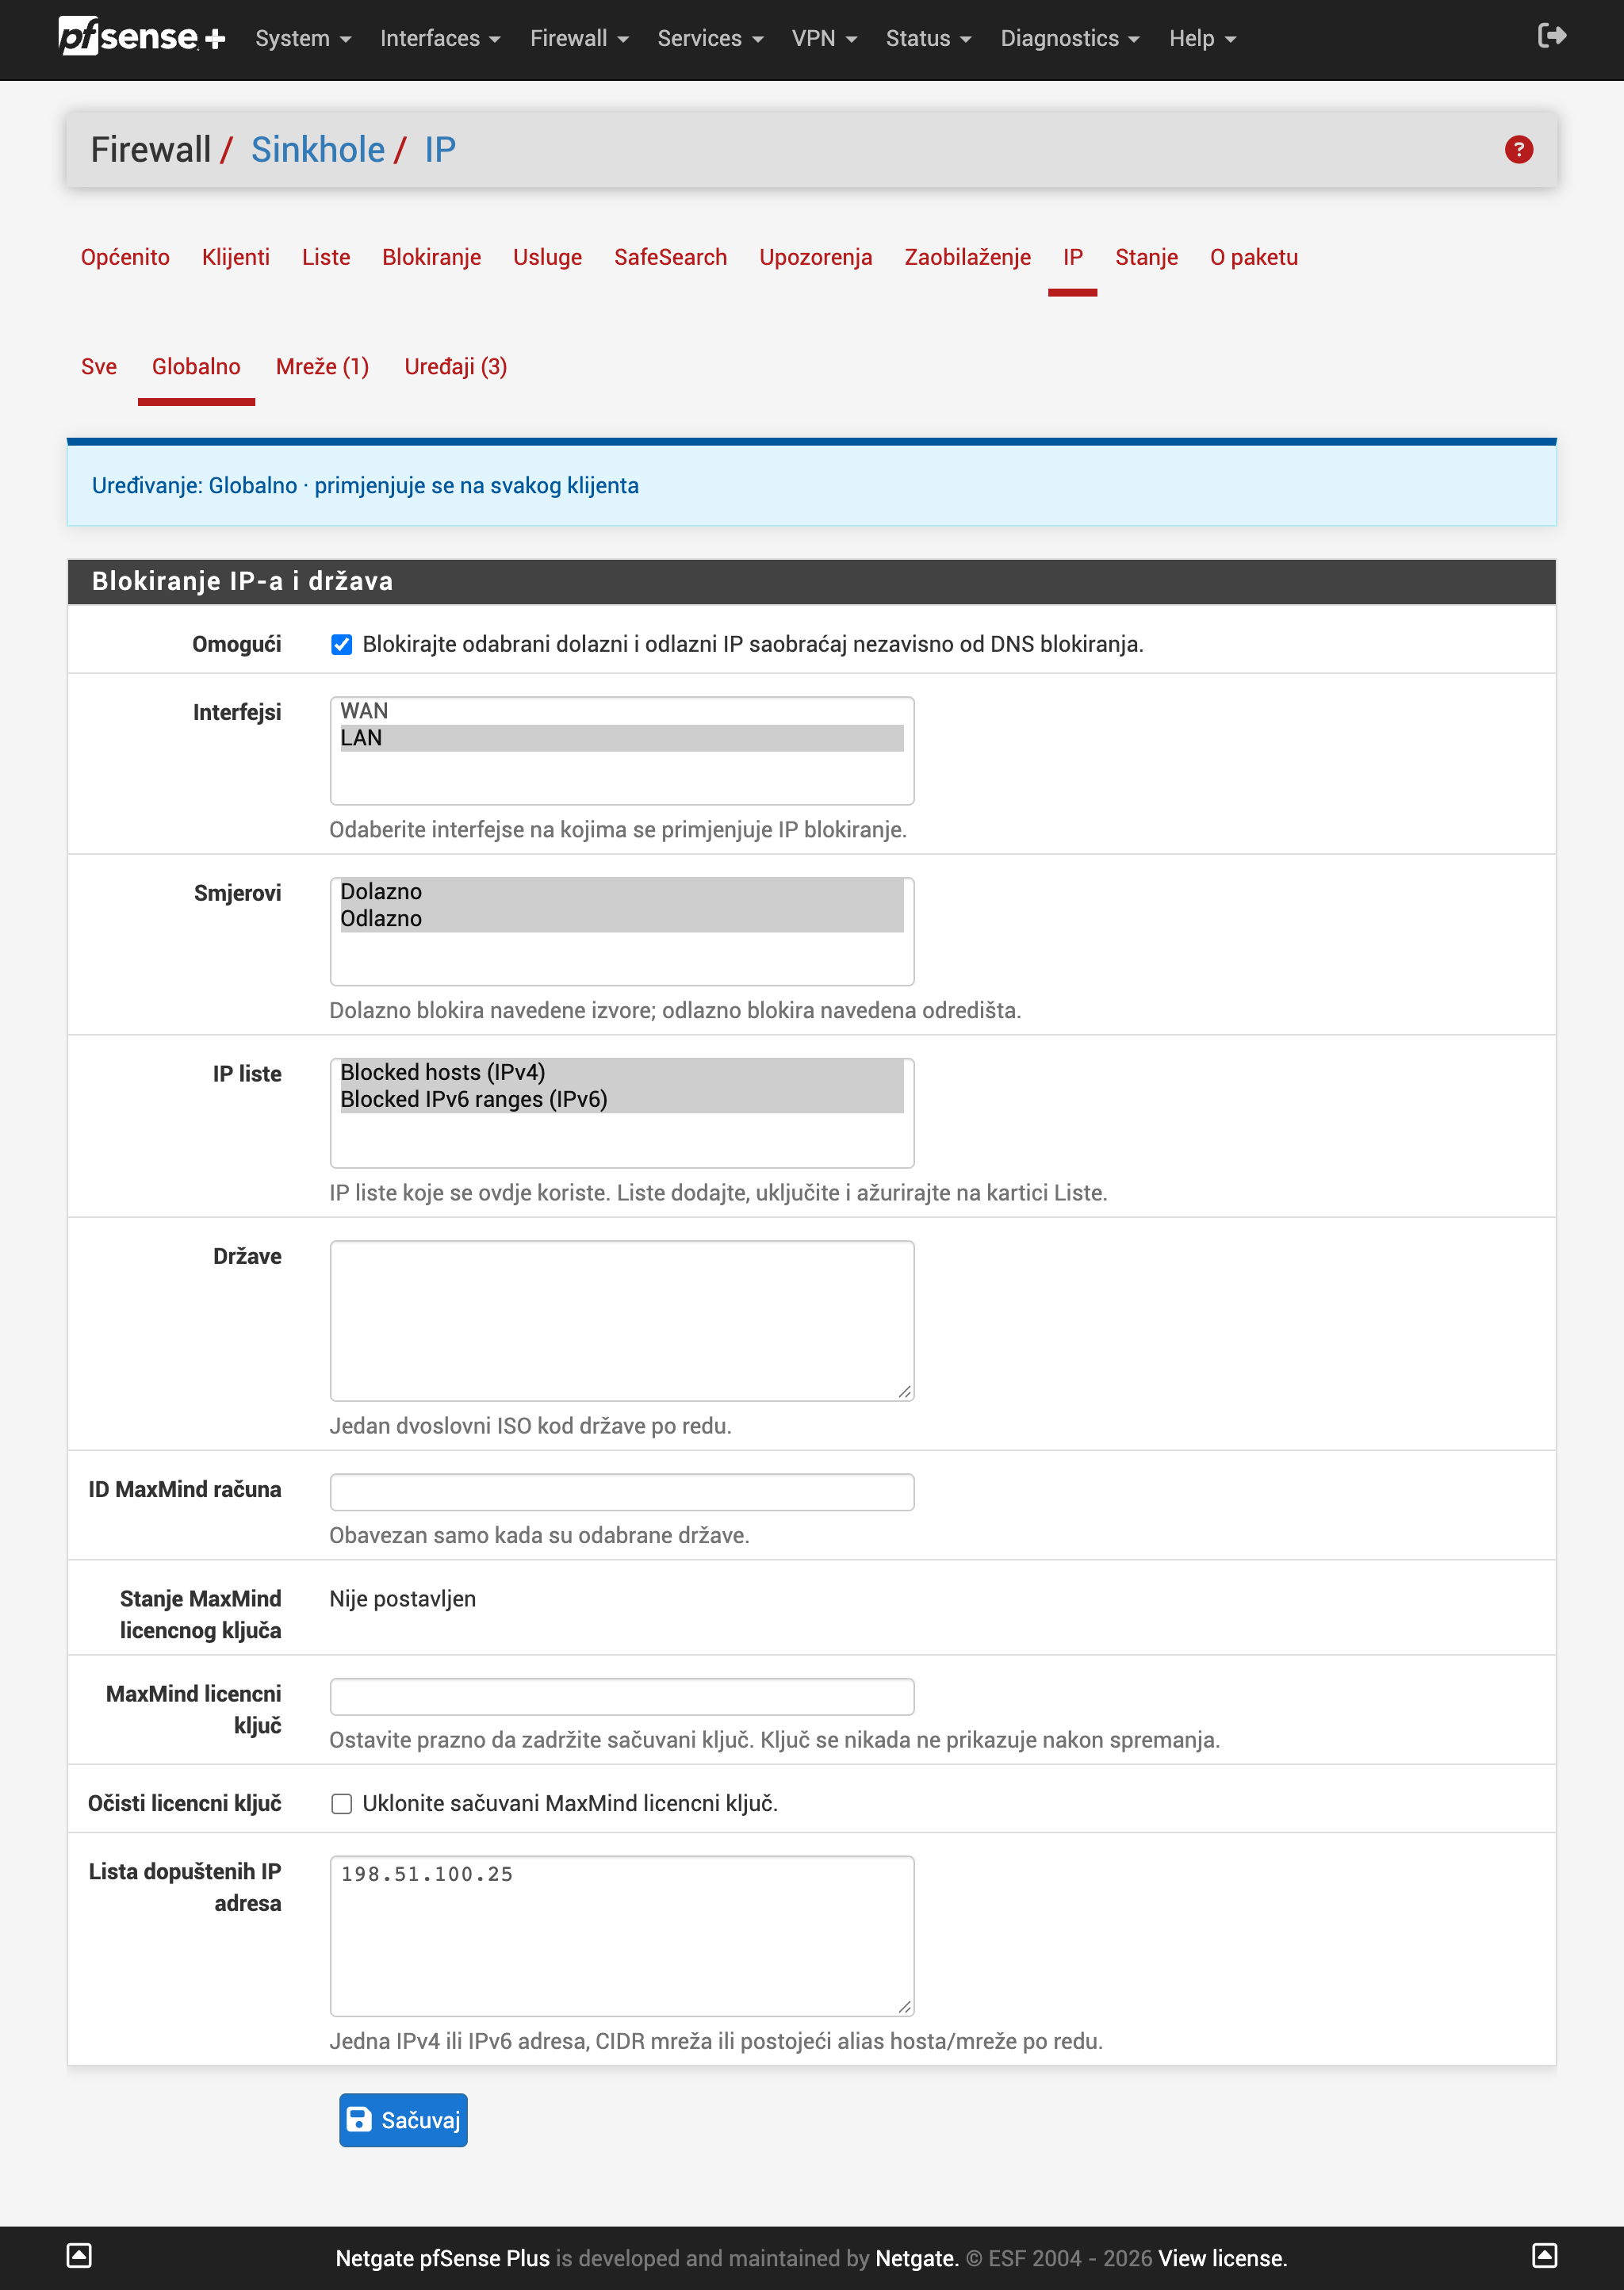 pfsense+ System Interfaces Firewall Services VPN Status Diagnostics Help
Firewall / Sinkhole / IP ?
Općenito Klijenti Liste Blokiranje Usluge SafeSearch Upozorenja Zaobilaženje IP Stanje O paketu
Sve Globalno Mreže (1) Uređaji (3)
Uređivanje: Globalno · primjenjuje se na svakog klijenta
Blokiranje IP-a i država
Omogući Blokirajte odabrani dolazni i odlazni IP saobraćaj nezavisno od DNS blokiranja.
Interfejsi
WAN
LAN
Odaberite interfejse na kojima se primjenjuje IP blokiranje.
Smjerovi
Dolazno
Odlazno
Dolazno blokira navedene izvore; odlazno blokira navedena odredišta.
IP liste
Blocked hosts (IPv4)
Blocked IPv6 ranges (IPv6)
IP liste koje se ovdje koriste. Liste dodajte, uključite i ažurirajte na kartici Liste.
Države
Jedan dvoslovni ISO kod države po redu.
ID MaxMind računa
Obavezan samo kada su odabrane države.
Stanje MaxMind
licencnog ključa
Nije postavljen
MaxMind licencni
ključ
Ostavite prazno da zadržite sačuvani ključ. Ključ se nikada ne prikazuje nakon spremanja.
Očisti licencni ključ Uklonite sačuvani MaxMind licencni ključ.
Lista dopuštenih IP
adresa
198.51.100.25
Jedna IPv4 ili IPv6 adresa, CIDR mreža ili postojeći alias hosta/mreže po redu.
Sačuvaj
Netgate pfSense Plus is developed and maintained by Netgate. © ESF 2004 - 2026 View license.